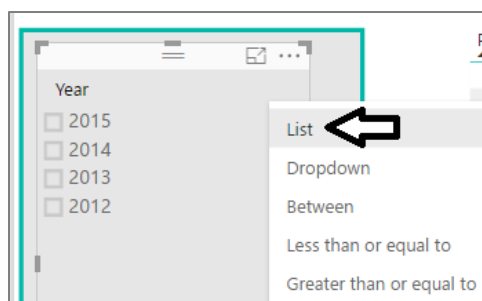 Year
2015
2014
2013
2012
List
Dropdown
Between
Less than or equal to
Greater than or equal to